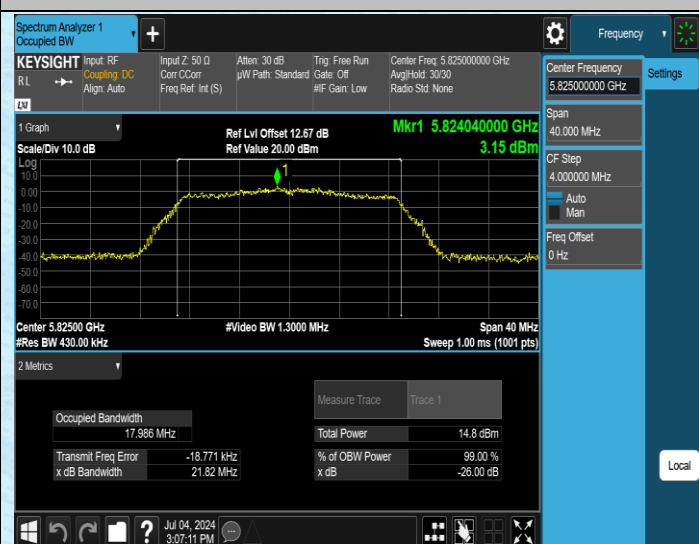 Spectrum Analyzer 1
Occupied BW
+
Frequency
KEYSIGHT
RL
LXI
Input: RF
Coupling: DC
Align: Auto
Input Z: 50 Ω
Corr CCorr
Freq Ref: Int (S)
Atten: 30 dB
µW Path: Standard
Trig: Free Run
Gate: Off
#IF Gain: Low
Center Freq: 5.825000000 GHz
Avg|Hold: 30/30
Radio Std: None
Center Frequency
5.825000000 GHz
Settings
Span
40.000 MHz
CF Step
4.000000 MHz
Auto
Man
Freq Offset
0 Hz
1 Graph
Scale/Div 10.0 dB
Ref Lvl Offset 12.67 dB
Ref Value 20.00 dBm
Mkr1 5.824040000 GHz
3.15 dBm
Log
10.0
0.00
-10.0
-20.0
-30.0
-40.0
-50.0
-60.0
-70.0
1
Center 5.82500 GHz
#Res BW 430.00 kHz
#Video BW 1.3000 MHz
Span 40 MHz
Sweep 1.00 ms (1001 pts)
2 Metrics
Measure Trace Trace 1
Occupied Bandwidth
17.986 MHz
Total Power 14.8 dBm
Transmit Freq Error -18.771 kHz
% of OBW Power 99.00 %
x dB Bandwidth 21.82 MHz
x dB -26.00 dB
Local
?
Jul 04, 2024
3:07:11 PM